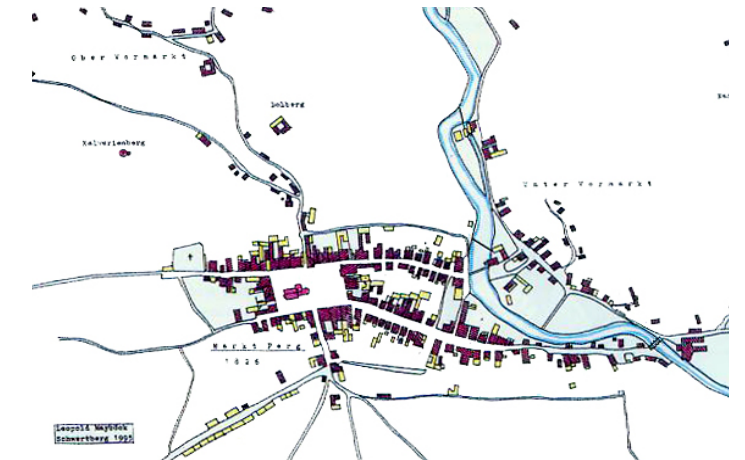 Ober Vormarkt
Dolberg
Kalvarienberg
Unter Vormarkt
Markt Perg
1826
Leopold Mayböck
Schwertberg 1995